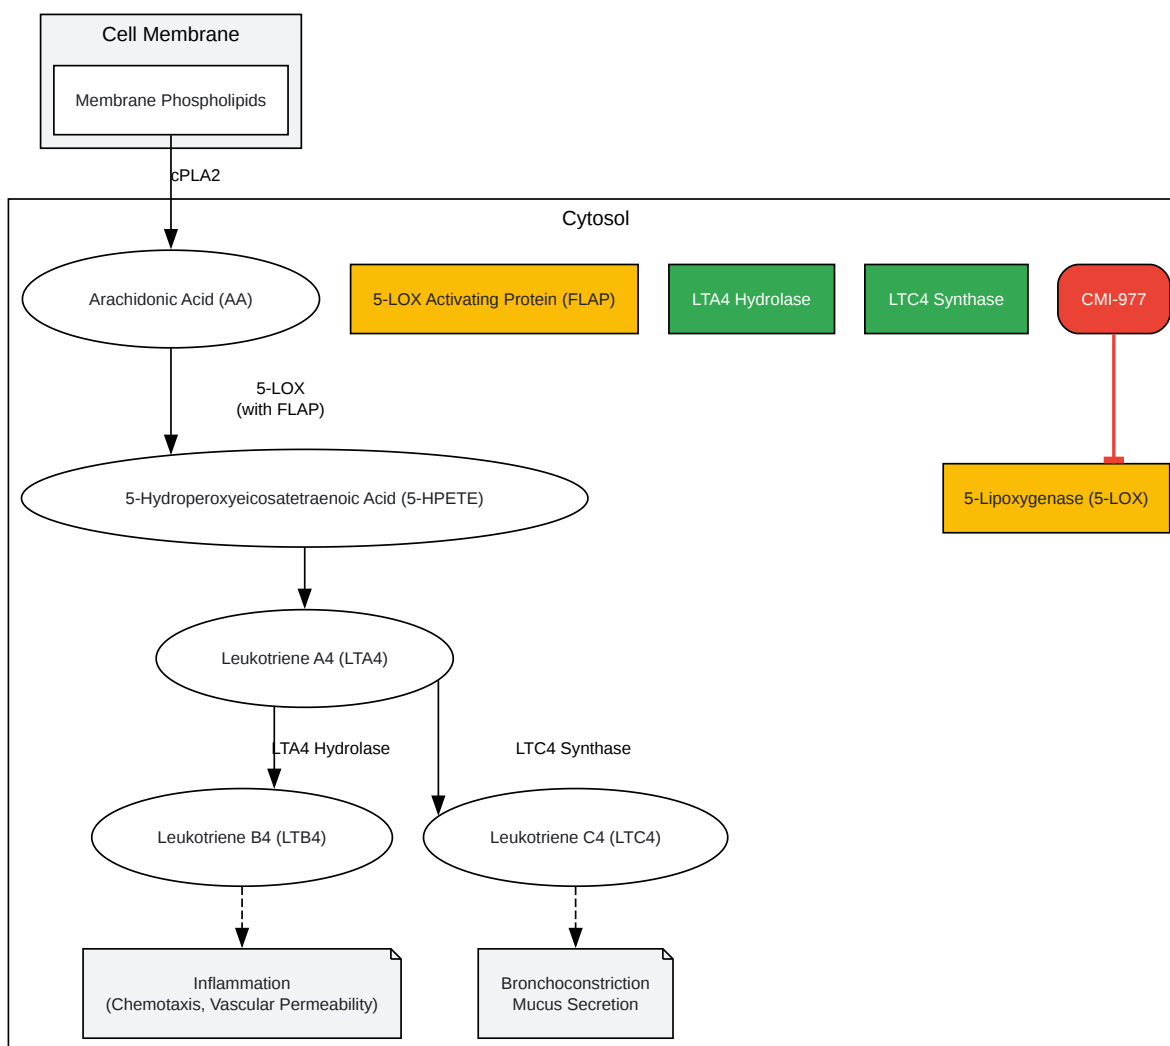 Cell Membrane
Membrane Phospholipids
cPLA2
Cytosol
Arachidonic Acid (AA)
5-LOX Activating Protein (FLAP)
LTA4 Hydrolase
LTC4 Synthase
CMI-977
5-LOX
(with FLAP)
5-Hydroperoxyeicosatetraenoic Acid (5-HPETE)
5-Lipoxygenase (5-LOX)
Leukotriene A4 (LTA4)
LTA4 Hydrolase
LTC4 Synthase
Leukotriene B4 (LTB4)
Leukotriene C4 (LTC4)
Inflammation
(Chemotaxis, Vascular Permeability)
Bronchoconstriction
Mucus Secretion